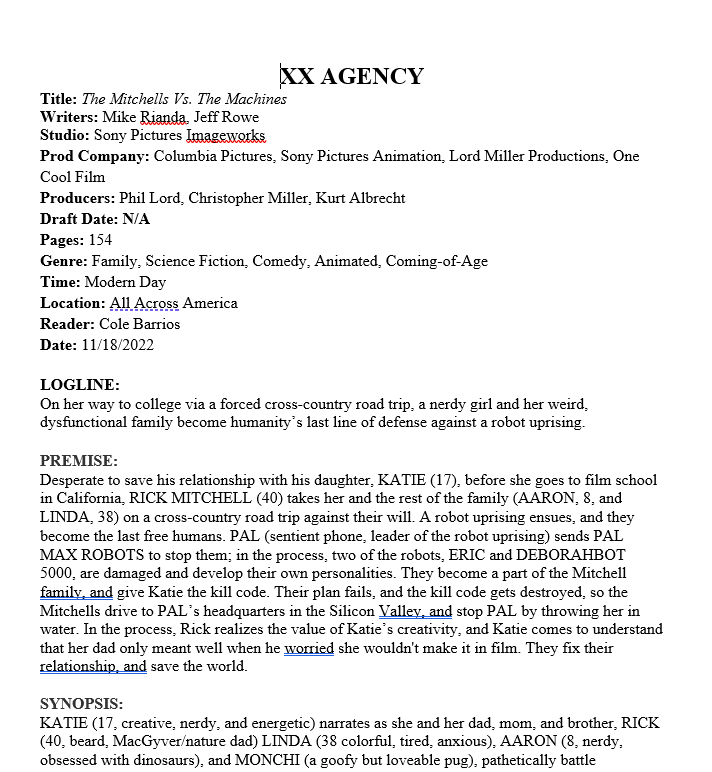 XX AGENCY
Title: The Mitchells Vs. The Machines
Writers: Mike Rianda, Jeff Rowe
Studio: Sony Pictures Imageworks
Prod Company: Columbia Pictures, Sony Pictures Animation, Lord Miller Productions, One
Cool Film
Producers: Phil Lord, Christopher Miller, Kurt Albrecht
Draft Date: N/A
Pages: 154
Genre: Family, Science Fiction, Comedy, Animated, Coming-of-Age
Time: Modern Day
Location: All Across America
Reader: Cole Barrios
Date: 11/18/2022
LOGLINE:
On her way to college via a forced cross-country road trip, a nerdy girl and her weird,
dysfunctional family become humanity’s last line of defense against a robot uprising.
PREMISE:
Desperate to save his relationship with his daughter, KATIE (17), before she goes to film school
in California, RICK MITCHELL (40) takes her and the rest of the family (AARON, 8, and
LINDA, 38) on a cross-country road trip against their will. A robot uprising ensues, and they
become the last free humans. PAL (sentient phone, leader of the robot uprising) sends PAL
MAX ROBOTS to stop them; in the process, two of the robots, ERIC and DEBORAHBOT
5000, are damaged and develop their own personalities. They become a part of the Mitchell
family, and give Katie the kill code. Their plan fails, and the kill code gets destroyed, so the
Mitchells drive to PAL’s headquarters in the Silicon Valley, and stop PAL by throwing her in
water. In the process, Rick realizes the value of Katie’s creativity, and Katie comes to understand
that her dad only meant well when he worried she wouldn't make it in film. They fix their
relationship, and save the world.
SYNOPSIS:
KATIE (17, creative, nerdy, and energetic) narrates as she and her dad, mom, and brother, RICK
(40, beard, MacGyver/nature dad) LINDA (38 colorful, tired, anxious), AARON (8, nerdy,
obsessed with dinosaurs), and MONCHI (a goofy but loveable pug), pathetically battle